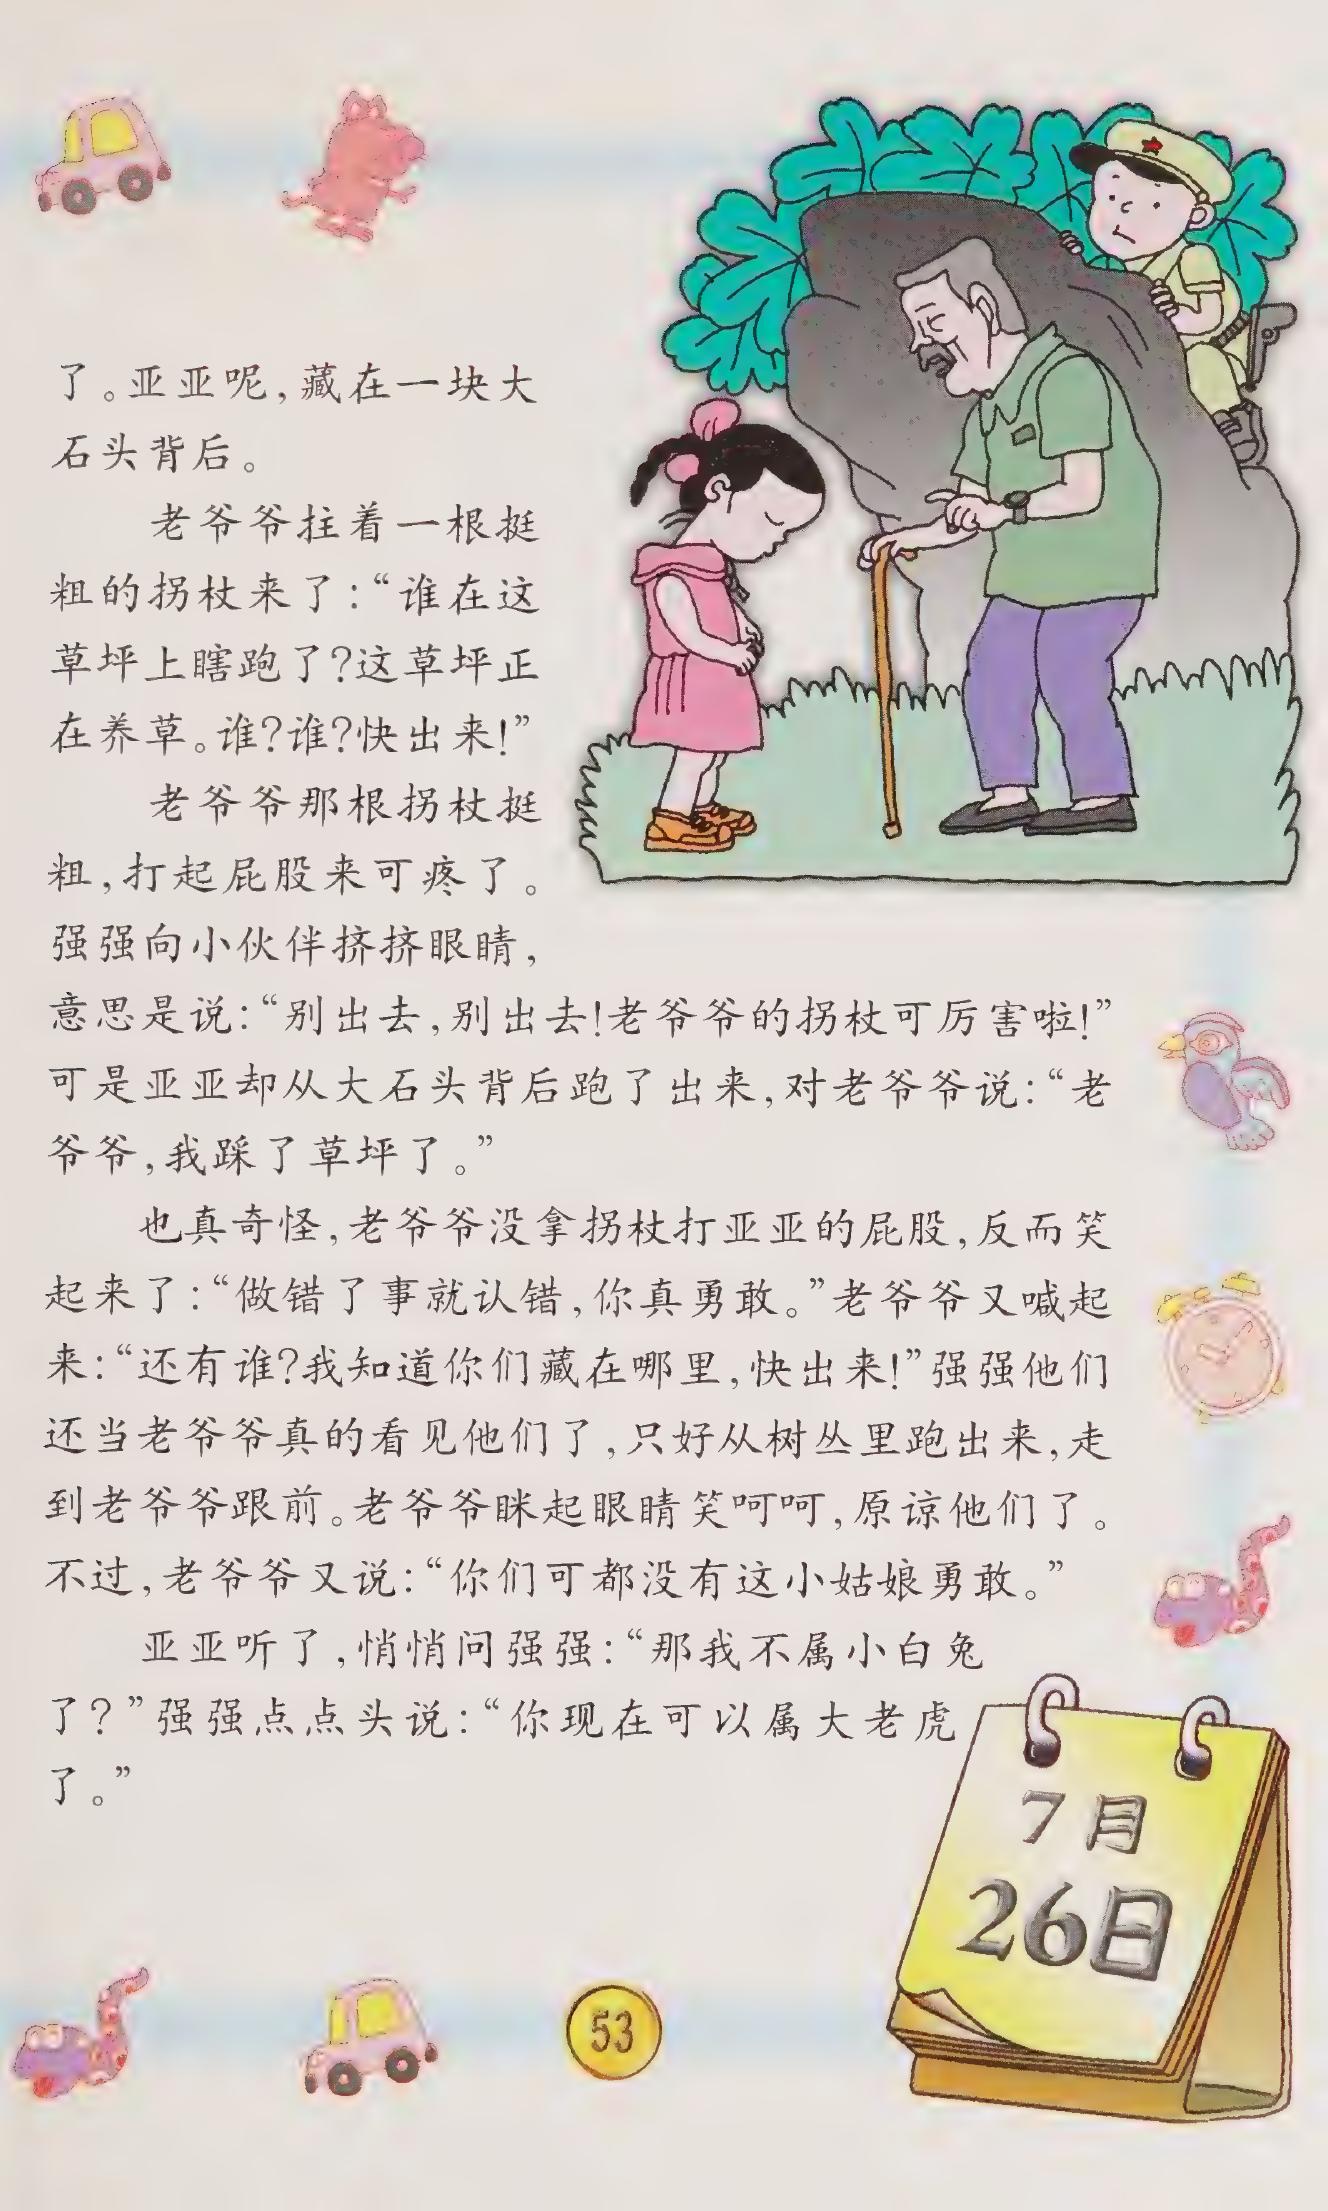 了。亚亚呢,藏在一块大
石头背后。
老爷爷拄着一根挺
粗的拐杖来了:“谁在这
草坪上瞎跑了?这草坪正
在养草。谁?谁?快出来!”
老爷爷那根拐杖挺
粗,打起屁股来可疼了。
强强向小伙伴挤挤眼睛,
意思是说:“别出去,别出去!老爷爷的拐杖可厉害啦!”
可是亚亚却从大石头背后跑了出来,对老爷爷说:“老
爷爷,我踩了草坪了。”
也真奇怪,老爷爷没拿拐杖打亚亚的屁股,反而笑
起来了:“做错了事就认错,你真勇敢。”老爷爷又喊起
来:“还有谁?我知道你们藏在哪里,快出来!”强强他们
还当老爷爷真的看见他们了,只好从树丛里跑出来,走
到老爷爷跟前。老爷爷眯起眼睛笑呵呵,原谅他们了。
不过,老爷爷又说:“你们可都没有这小姑娘勇敢。”
亚亚听了,悄悄问强强:“那我不属小白兔
了?”强强点点头说:“你现在可以属大老虎
了。”
7月
26日
53